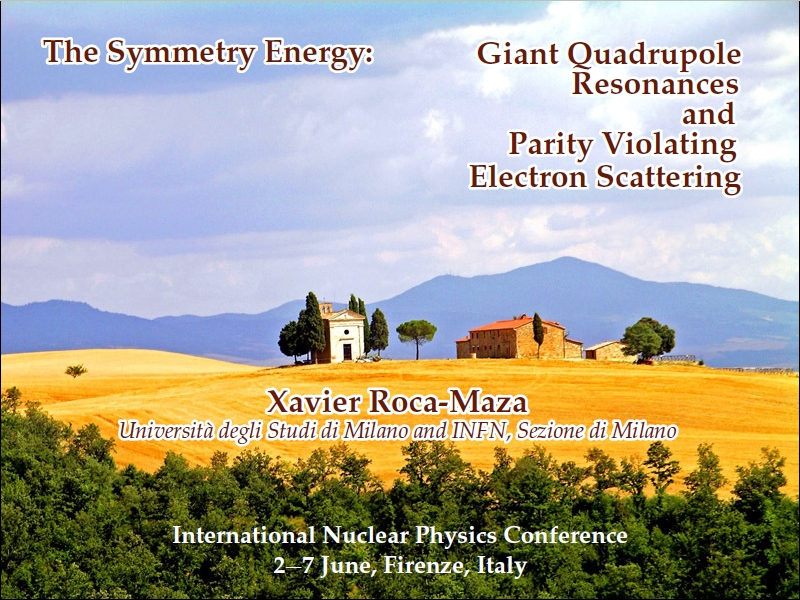 The Symmetry Energy:
Giant Quadrupole
Resonances
and
Parity Violating
Electron Scattering
Xavier Roca-Maza
Università degli Studi di Milano and INFN, Sezione di Milano
International Nuclear Physics Conference
2–7 June, Firenze, Italy